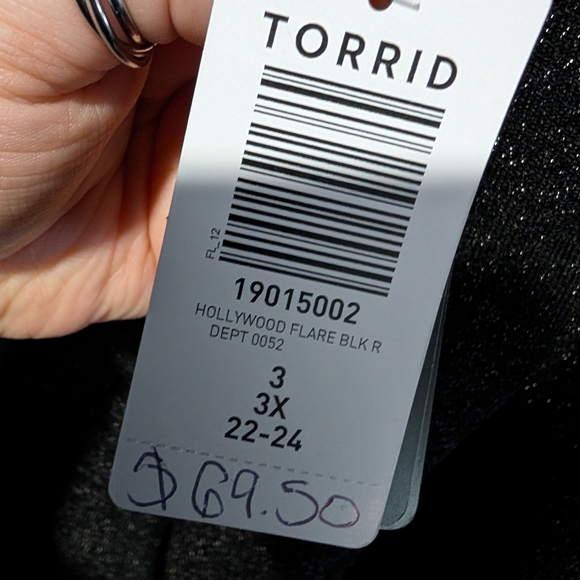 TORRID
FL_12
19015002
HOLLYWOOD FLARE BLK R
DEPT 0052
3
3X
22-24
$69.50